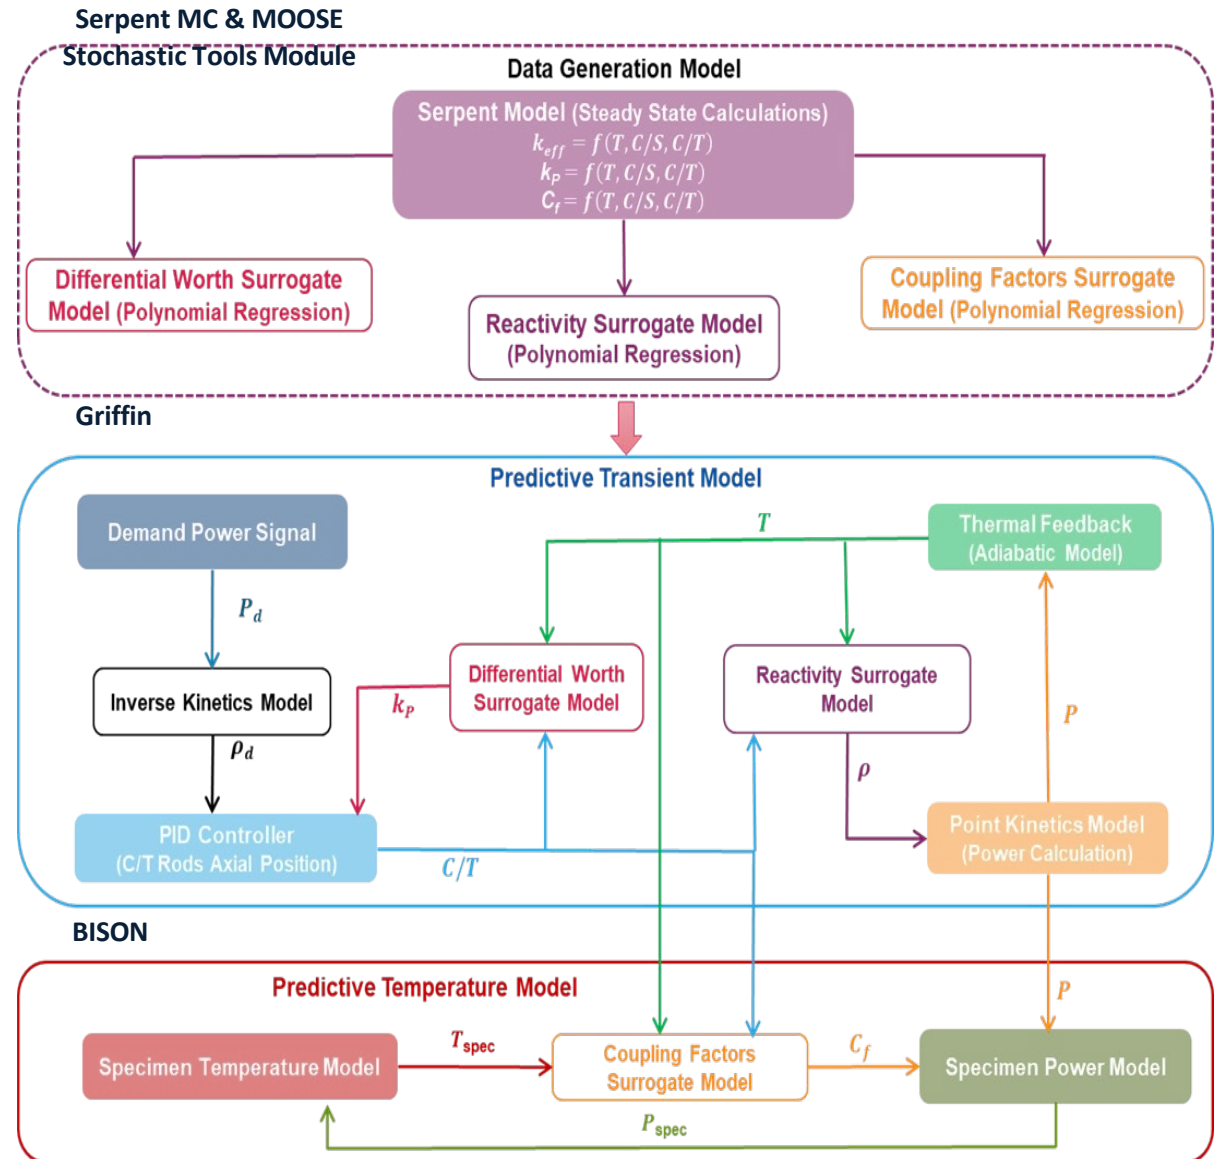 Serpent MC & MOOSE
Stochastic Tools Module
Data Generation Model
Serpent Model (Steady State Calculations)
k_eff = f(T, C/S, C/T)
k_P = f(T, C/S, C/T)
C_f = f(T, C/S, C/T)
Differential Worth Surrogate
Model (Polynomial Regression)
Reactivity Surrogate Model
(Polynomial Regression)
Coupling Factors Surrogate
Model (Polynomial Regression)
Griffin
Predictive Transient Model
Demand Power Signal
T
Thermal Feedback
(Adiabatic Model)
P_d
Inverse Kinetics Model
k_P
Differential Worth
Surrogate Model
Reactivity Surrogate
Model
P
ρ_d
ρ
PID Controller
(C/T Rods Axial Position)
C/T
Point Kinetics Model
(Power Calculation)
BISON
Predictive Temperature Model
P
Specimen Temperature Model
T_spec
Coupling Factors
Surrogate Model
C_f
Specimen Power Model
P_spec